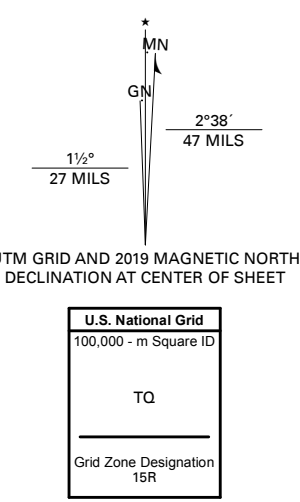 ★
MN
GN
2°38´
47 MILS
1½°
27 MILS
UTM GRID AND 2019 MAGNETIC NORTH
DECLINATION AT CENTER OF SHEET
U.S. National Grid
100,000 - m Square ID
TQ
Grid Zone Designation
15R